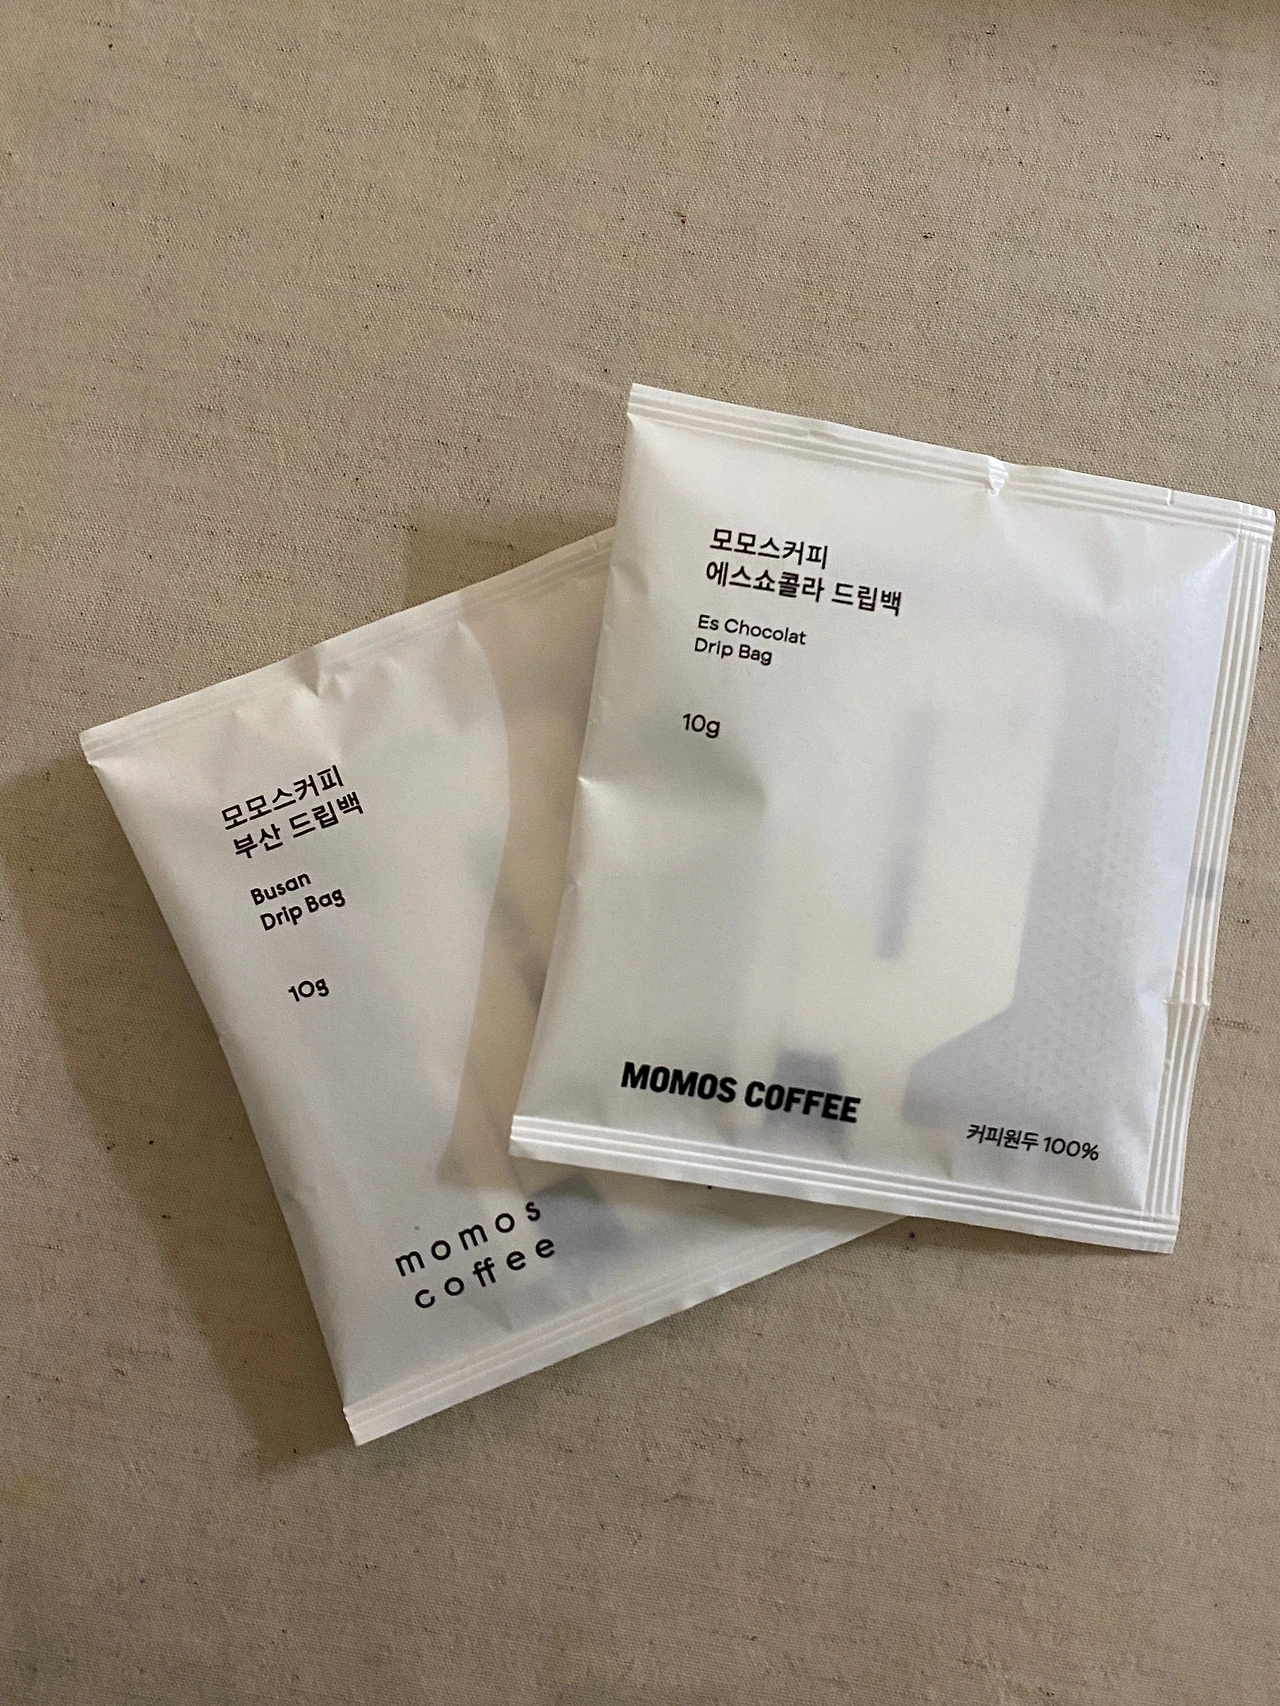 모모스커피
에스쇼콜라 드립백
Es Chocolat
Drip Bag
10g
MOMOS COFFEE
커피원두 100%
모모스커피
부산 드립백
Busan
Drip Bag
10g
momos
coffee